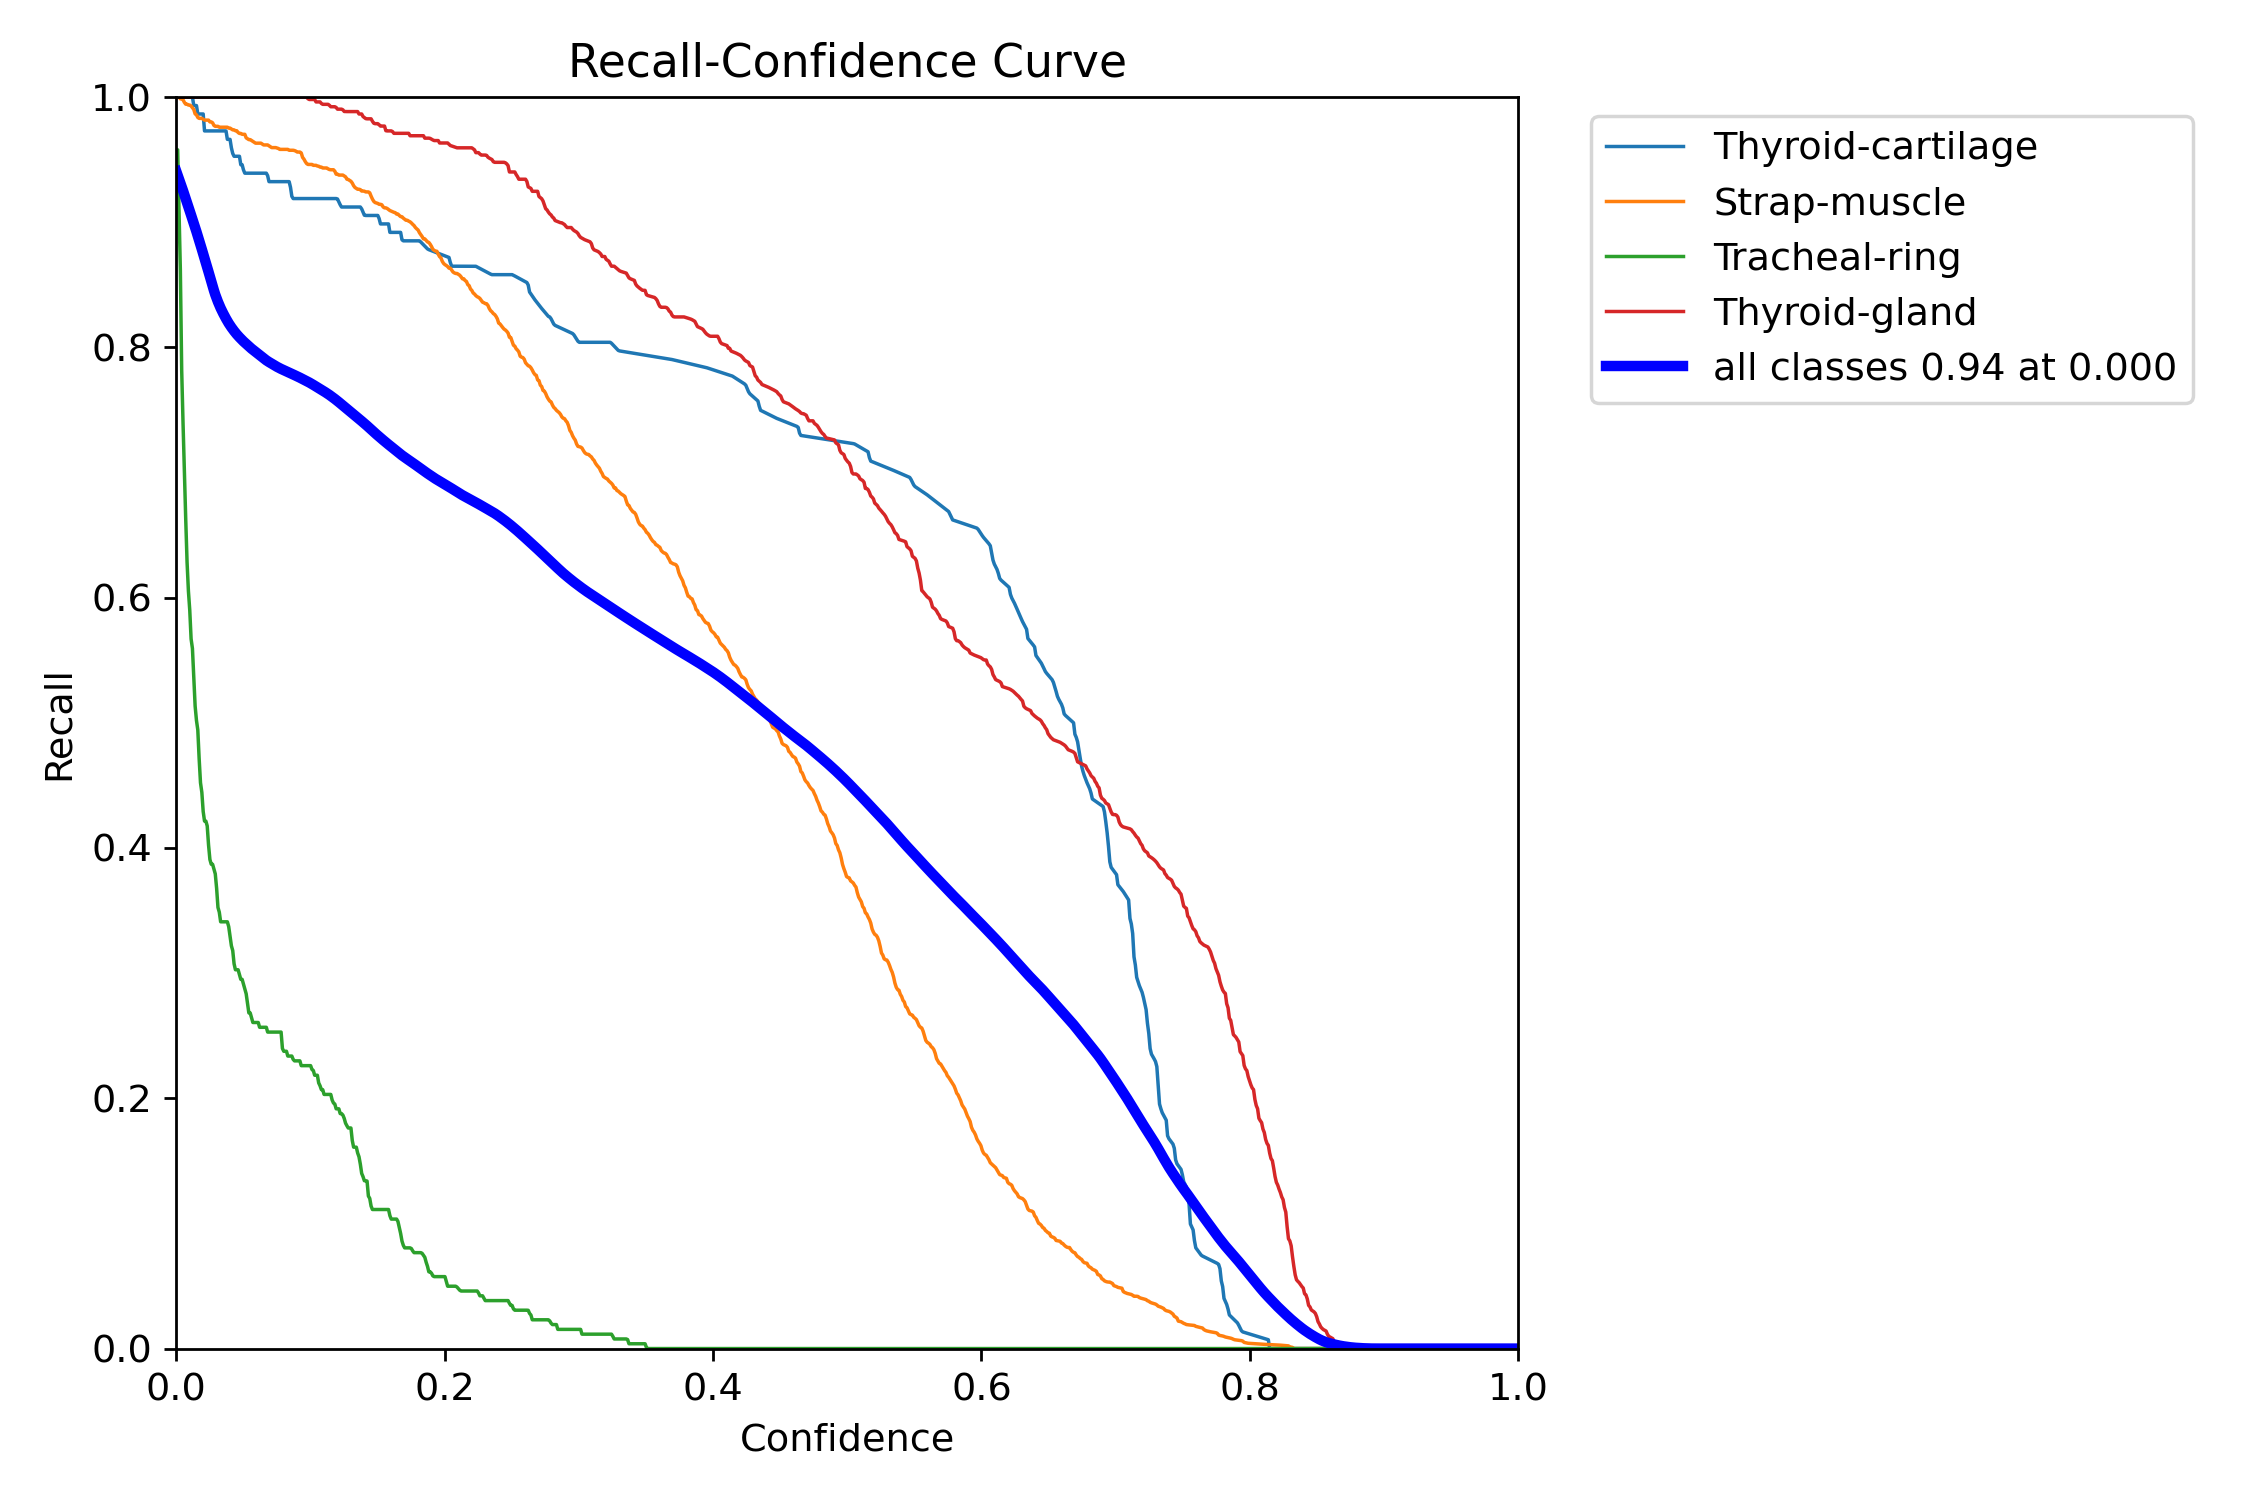 Recall-Confidence Curve
1.0
0.8
0.6
0.4
0.2
0.0
Recall
0.0 0.2 0.4 0.6 0.8 1.0
Confidence
Thyroid-cartilage
Strap-muscle
Tracheal-ring
Thyroid-gland
all classes 0.94 at 0.000